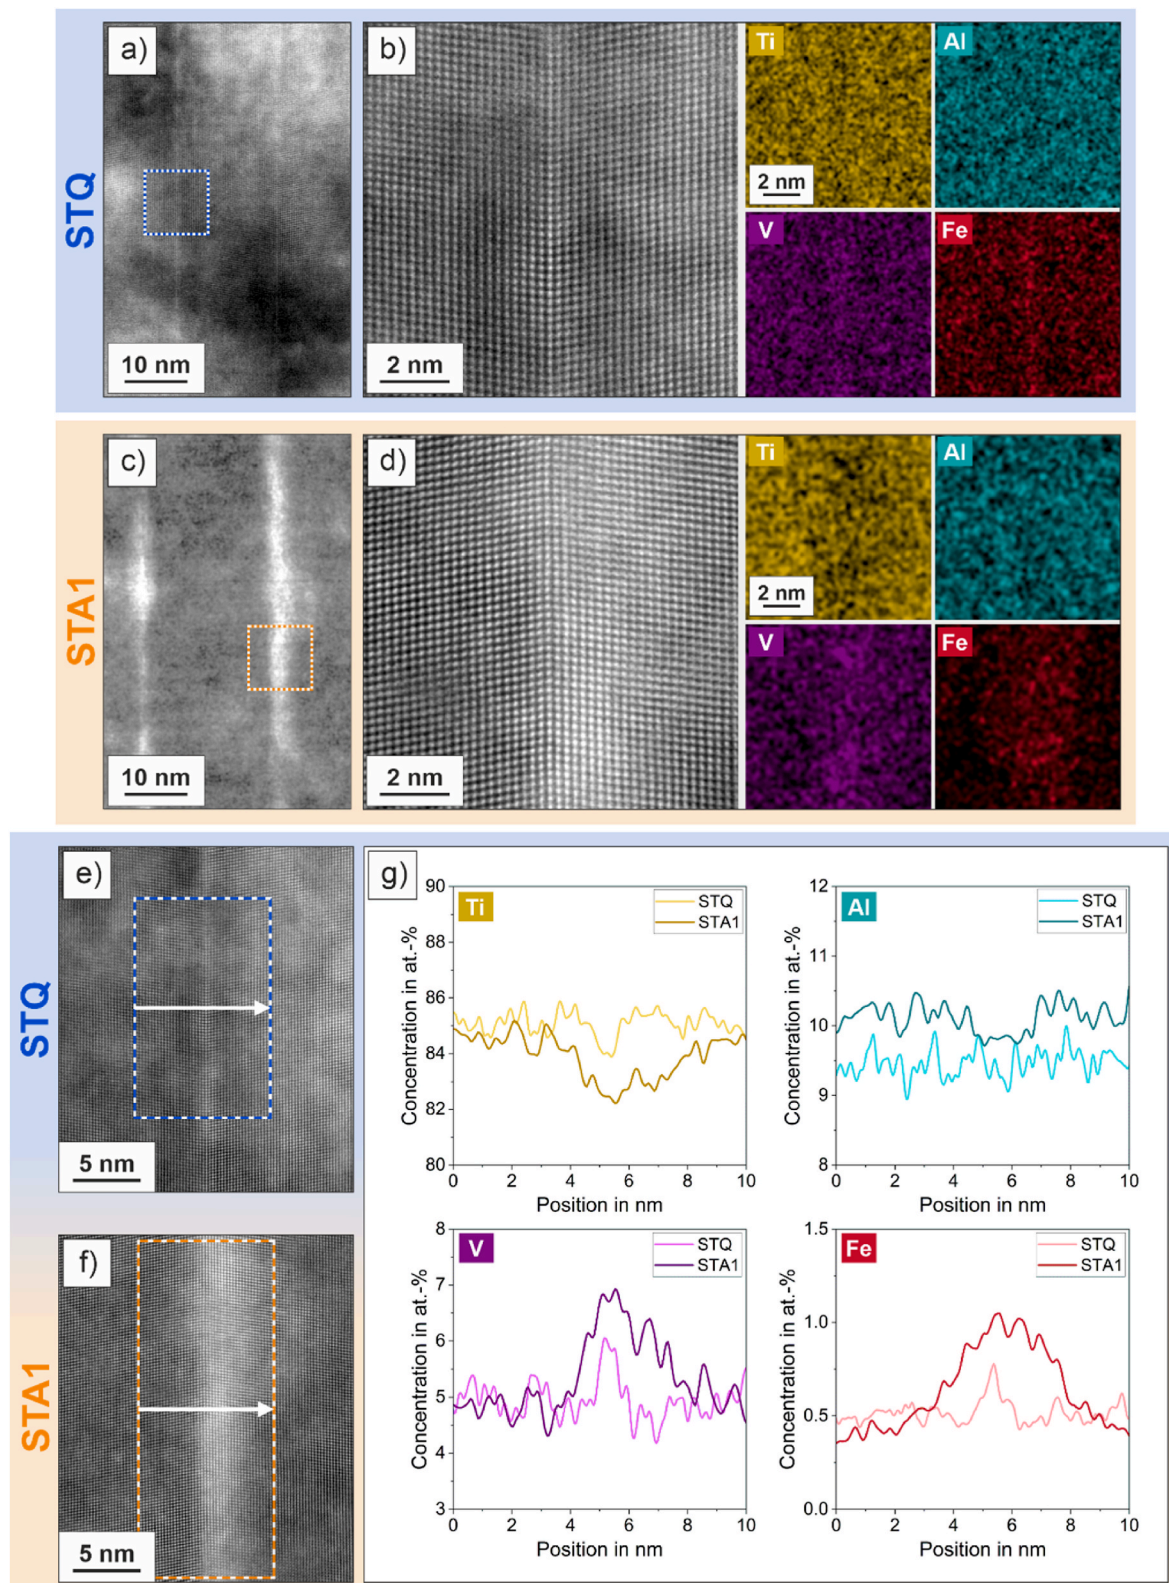 STQ
a)
10 nm
b)
2 nm
Ti
2 nm
Al
V
Fe
STA1
c)
10 nm
d)
2 nm
Ti
2 nm
Al
V
Fe
STQ
e)
5 nm
STA1
f)
5 nm
g)
Ti
STQ
STA1
Concentration in at.-%
90
88
86
84
82
80
0 2 4 6 8 10
Position in nm
Al
STQ
STA1
Concentration in at.-%
12
11
10
9
8
0 2 4 6 8 10
Position in nm
V
STQ
STA1
Concentration in at.-%
8
7
6
5
4
3
0 2 4 6 8 10
Position in nm
Fe
STQ
STA1
Concentration in at.-%
1.5
1.0
0.5
0.0
0 2 4 6 8 10
Position in nm